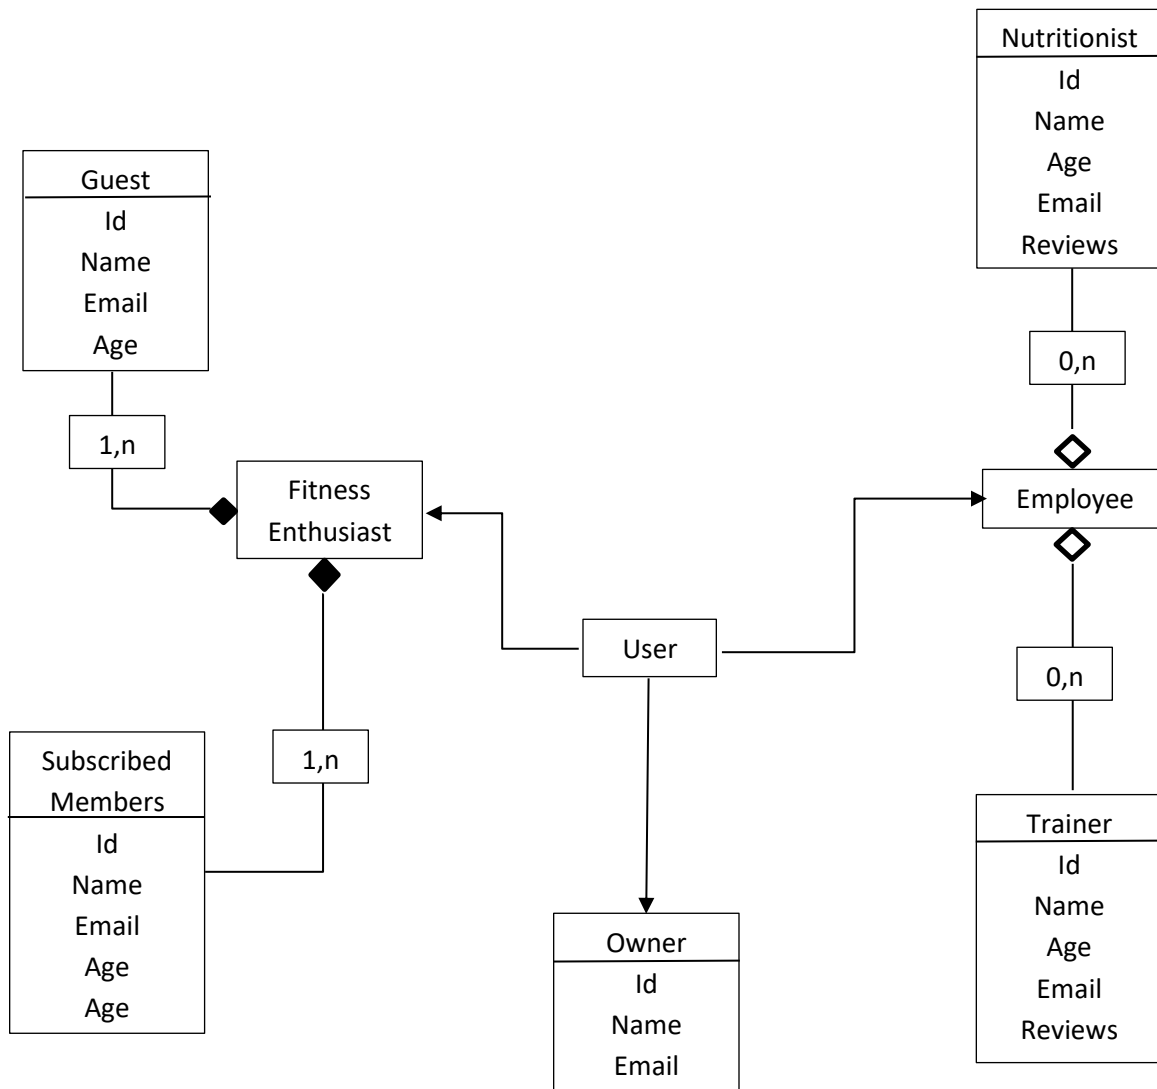 Nutritionist
Id
Name
Age
Email
Reviews
Guest
Id
Name
Email
Age
0,n
1,n
Fitness
Enthusiast
Employee
User
0,n
Subscribed
Members
Id
Name
Email
Age
Age
1,n
Trainer
Id
Name
Age
Email
Reviews
Owner
Id
Name
Email